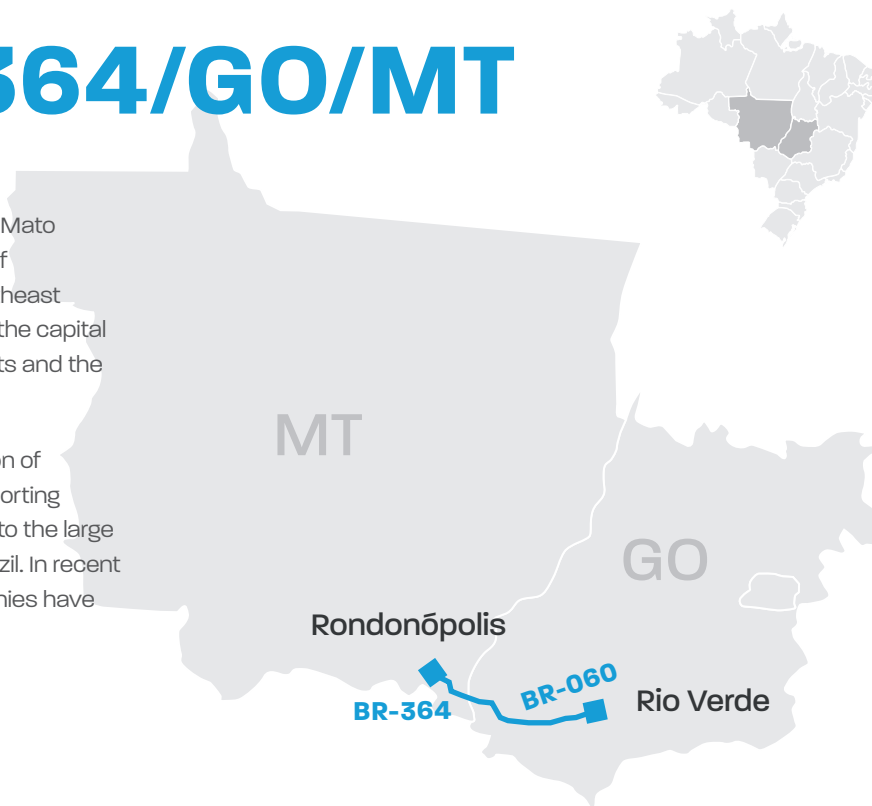 364/GO/MT
Mato
f
heast
the capital
ts and the
on of
orting
to the large
zil. In recent
nies have
MT
GO
Rondonópolis
BR-364
BR-060
Rio Verde